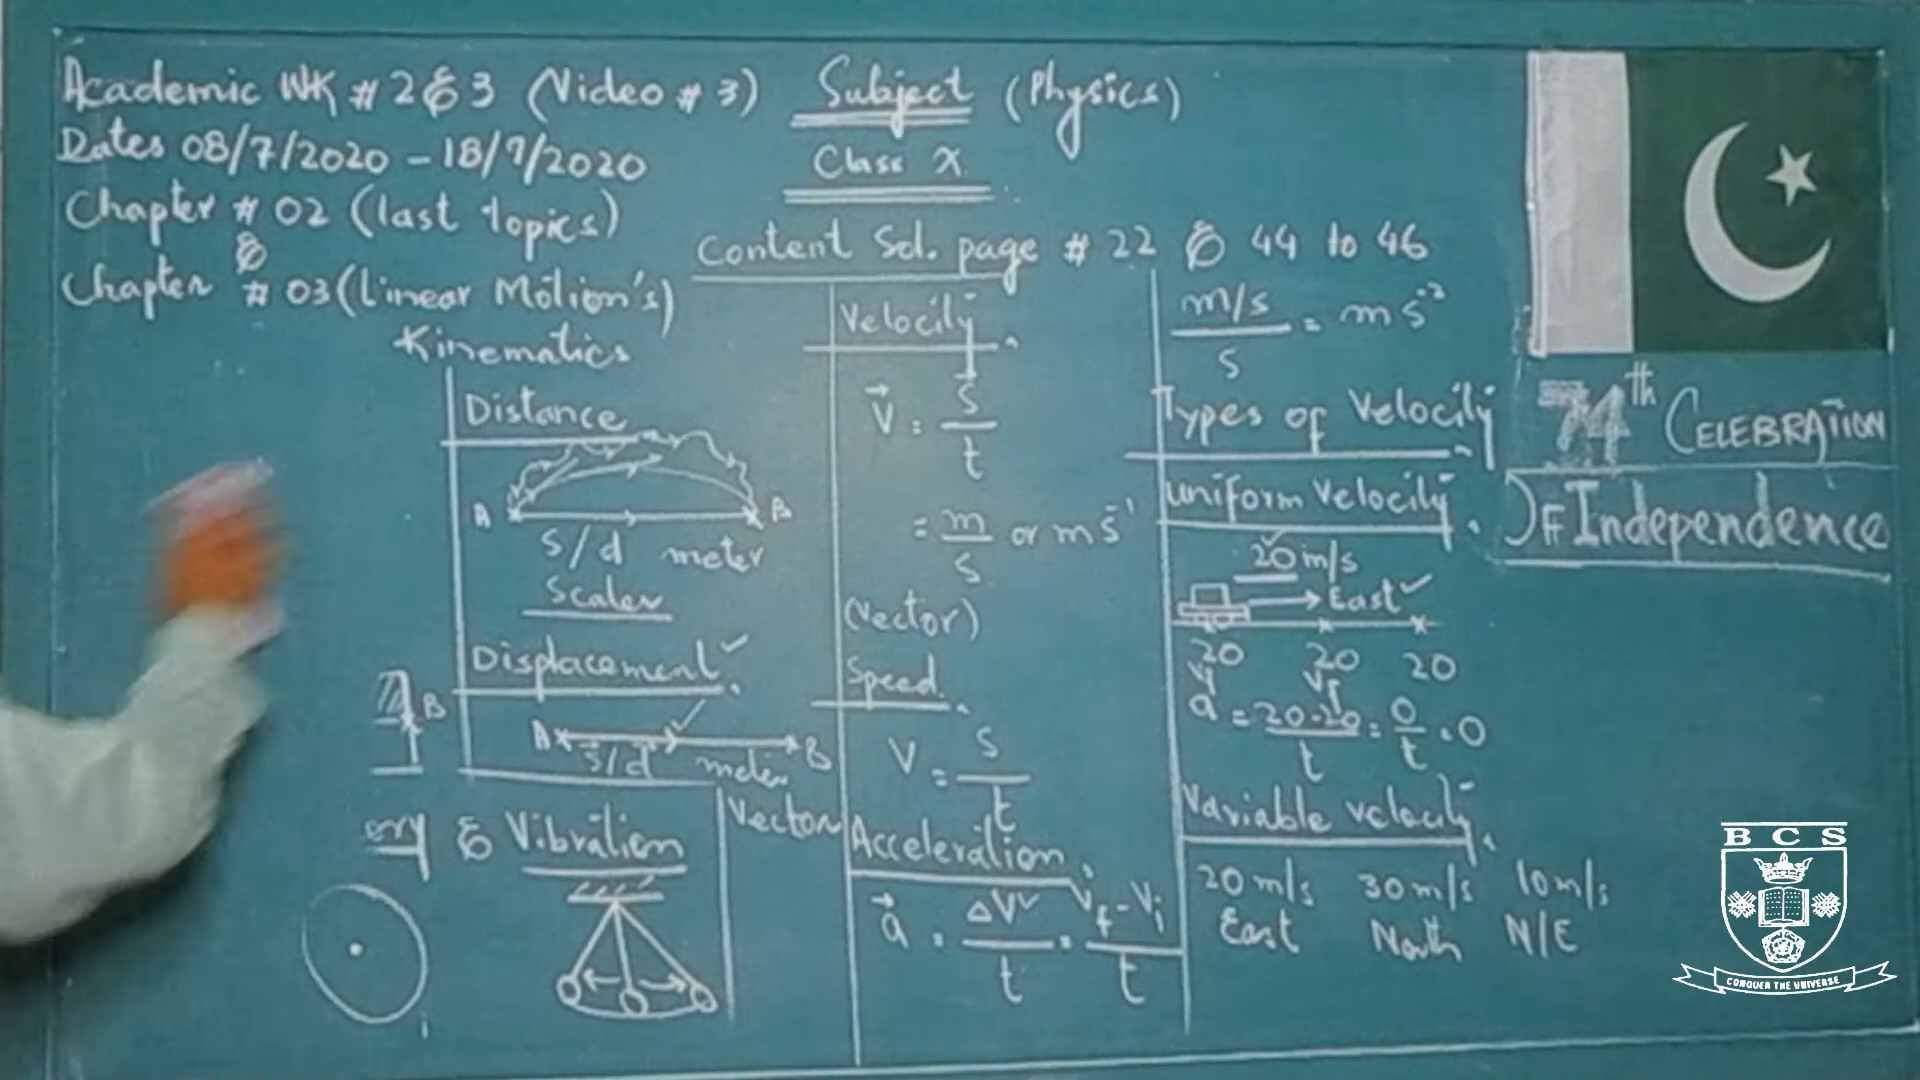 Academic WK # 2 & 3 (Video # 3)
Dates 08/7/2020 - 18/7/2020
Chapter # 02 (last topics)
&
Chapter # 03 (Linear Motion's)
Kinematics
Subject (Physics)
Class X
Content Sd. page # 22 & 44 to 46
Distance
A B
S/d meter
Scaler
Displacement ✓
B
A B
s/d meter
Vector
ery & Vibration
Velocity
V = S/t
= m/s or m s⁻¹
(Vector)
Speed
V = S/t
Acceleration
a = ΔV/t = Vf - Vi/t
m/s / s = m s⁻²
Types of Velocity
uniform velocity
20 m/s
East ✓
20 20 20
Vi Vf
a = 20-20/t = 0/t = 0
Variable velocity
20 m/s 30 m/s 10 m/s
East North N/E
74th CELEBRATION
OF Independence
BCS
CONQUER THE UNIVERSE